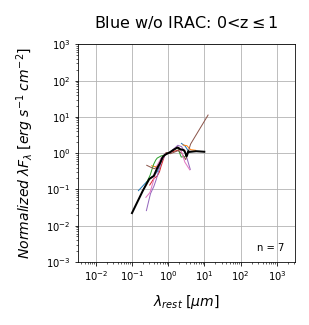 Blue w/o IRAC: 0<z≤1
Normalized λF_λ [erg s⁻¹ cm⁻²]
10³
10²
10¹
10⁰
10⁻¹
10⁻²
10⁻³
n = 7
10⁻² 10⁻¹ 10⁰ 10¹ 10² 10³
λ_rest [μm]